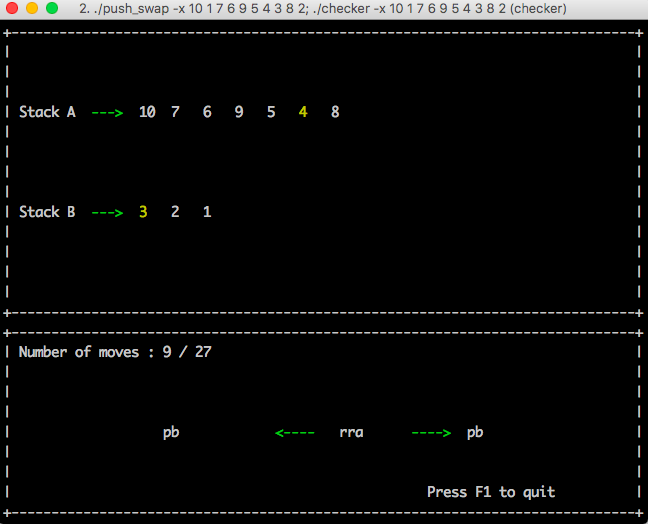 2. ./push_swap -x 10 1 7 6 9 5 4 3 8 2; ./checker -x 10 1 7 6 9 5 4 3 8 2 (checker)
Stack A ---> 10 7 6 9 5 4 8
Stack B ---> 3 2 1
Number of moves : 9 / 27
pb <---- rra ----> pb
Press F1 to quit